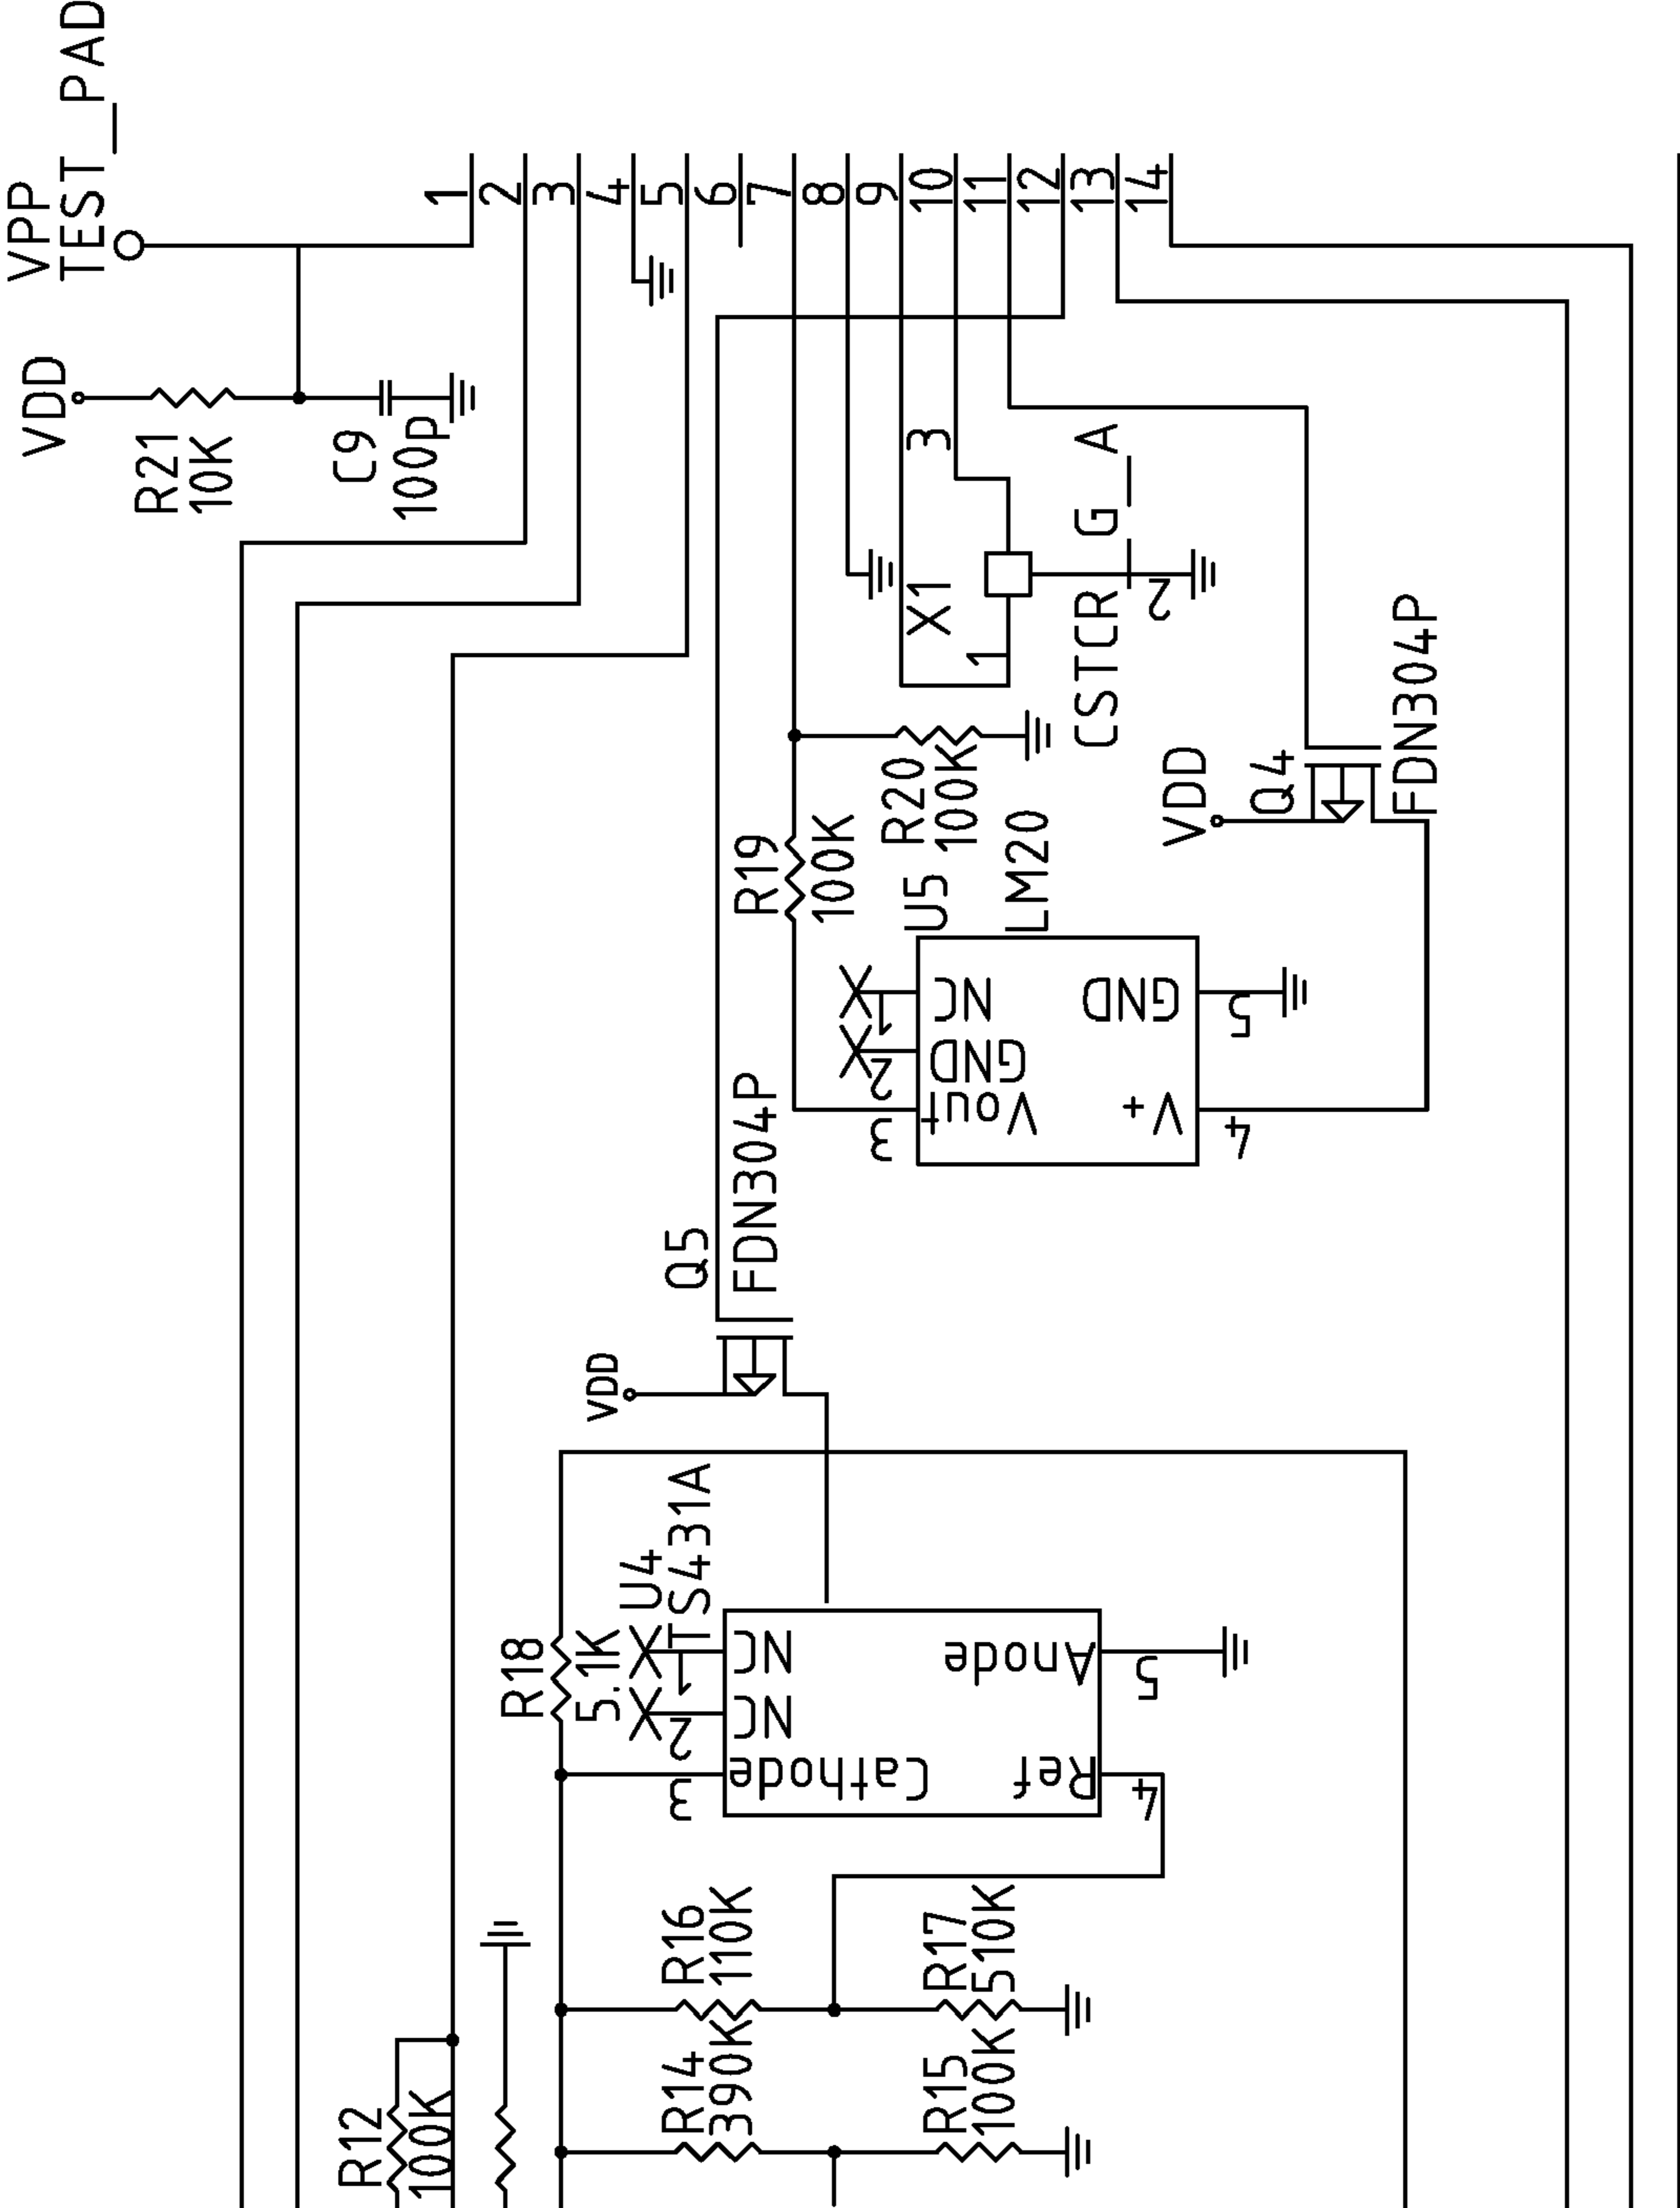 VPP
TEST_PAD
VDD
R21
10K
C9
100p
1
2
3
4
5
6
7
8
9
10
11
12
13
14
3
X1
1
CSTCR_G_A
2
R19
100K
R20
100K
U5
LM20
NC
1
GND
2
Vout
3
GND
5
V+
4
VDD
Q4
FDN304P
Q5
FDN304P
VDD
U4
TS431A
R18
5.1K
NC
1
NC
2
Cathode
3
Anode
5
Ref
4
R16
110K
R17
510K
R14
390K
R15
100K
R12
100K